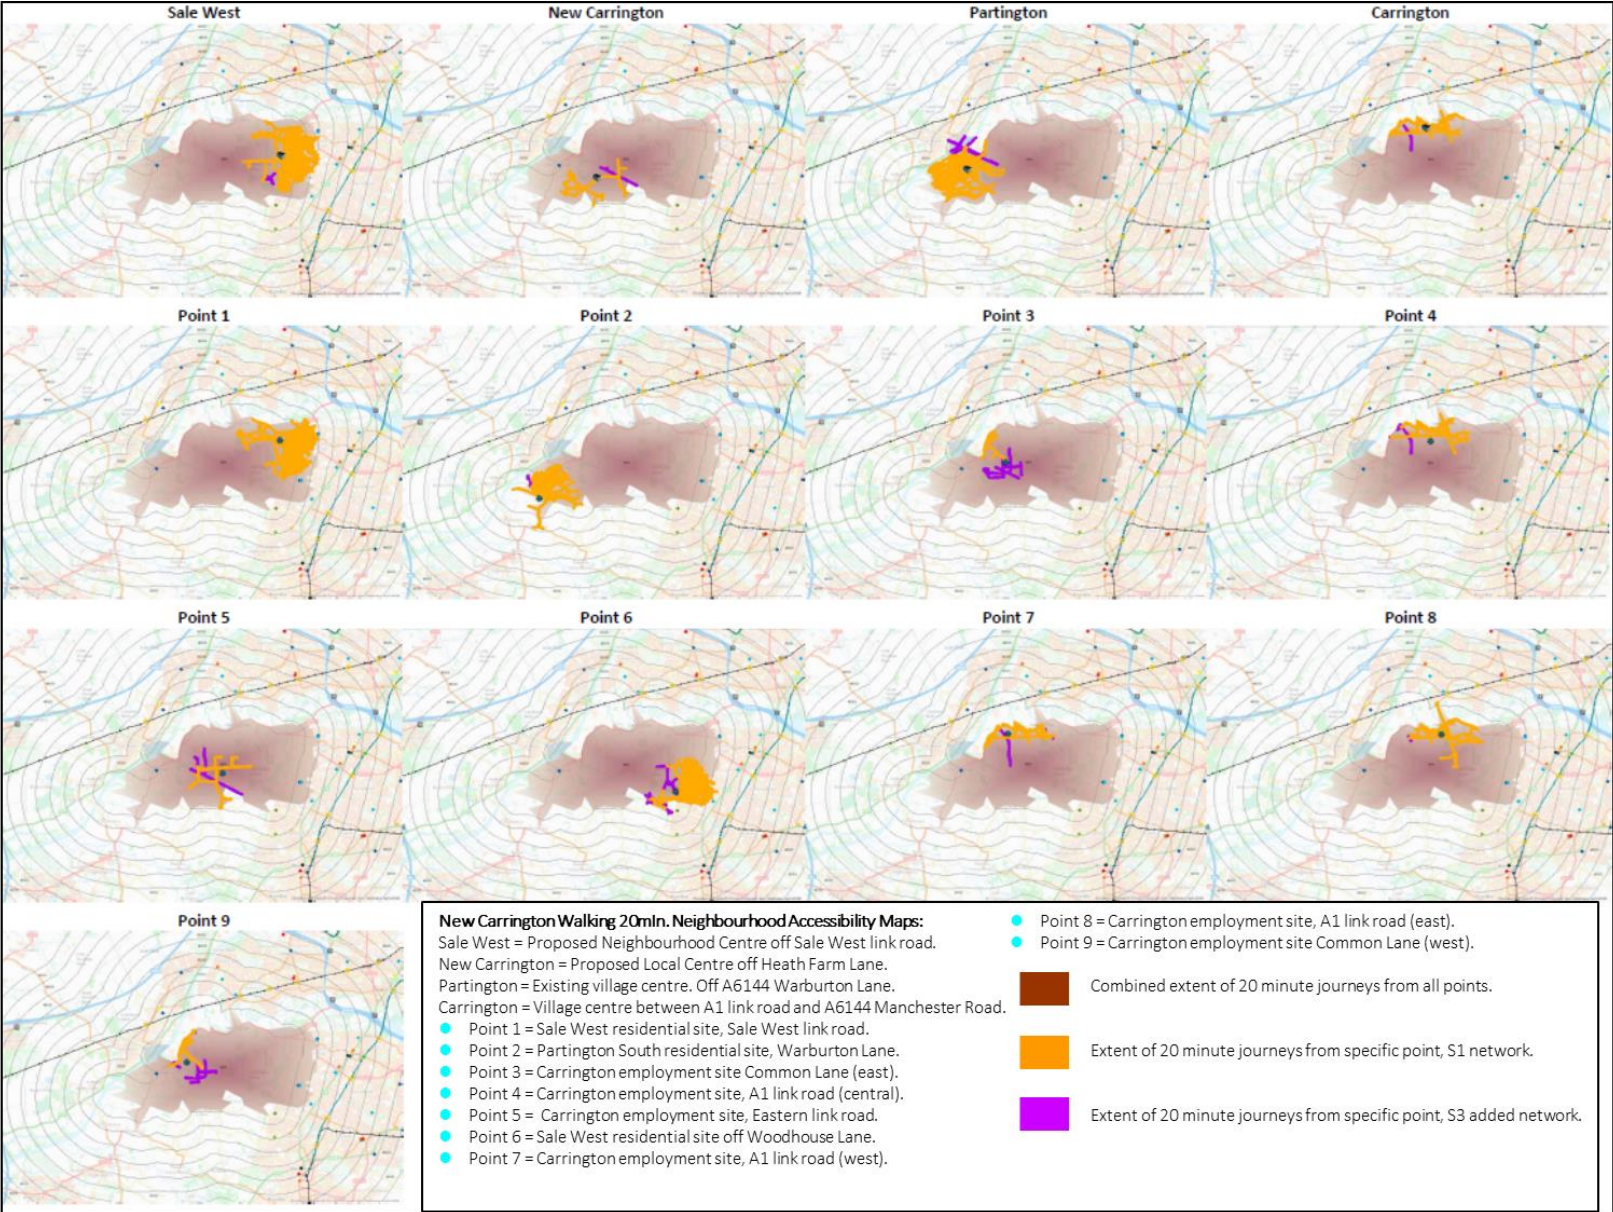 Sale West
New Carrington
Partington
Carrington
Point 1
Point 2
Point 3
Point 4
Point 5
Point 6
Point 7
Point 8
Point 9
New Carrington Walking 20mIn. Neighbourhood Accessibility Maps:
Sale West = Proposed Neighbourhood Centre off Sale West link road.
New Carrington = Proposed Local Centre off Heath Farm Lane.
Partington = Existing village centre. Off A6144 Warburton Lane.
Carrington = Village centre between A1 link road and A6144 Manchester Road.
Point 1 = Sale West residential site, Sale West link road.
Point 2 = Partington South residential site, Warburton Lane.
Point 3 = Carrington employment site Common Lane (east).
Point 4 = Carrington employment site, A1 link road (central).
Point 5 = Carrington employment site, Eastern link road.
Point 6 = Sale West residential site off Woodhouse Lane.
Point 7 = Carrington employment site, A1 link road (west).
Point 8 = Carrington employment site, A1 link road (east).
Point 9 = Carrington employment site Common Lane (west).
Combined extent of 20 minute journeys from all points.
Extent of 20 minute journeys from specific point, S1 network.
Extent of 20 minute journeys from specific point, S3 added network.